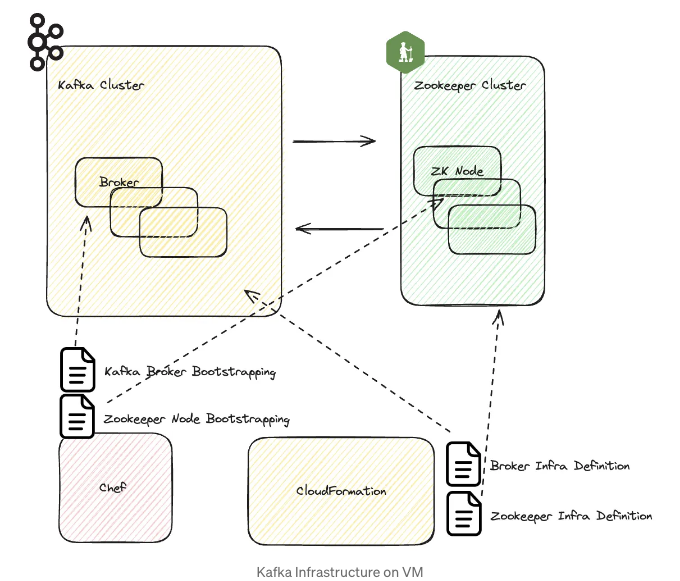 Kafka Cluster
Zookeeper Cluster
Broker
ZK Node
Kafka Broker Bootstrapping
Zookeeper Node Bootstrapping
Chef
CloudFormation
Broker Infra Definition
Zookeeper Infra Definition
Kafka Infrastructure on VM